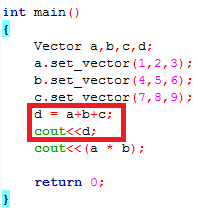 int main()
{
Vector a,b,c,d;
a.set_vector(1,2,3);
b.set_vector(4,5,6);
c.set_vector(7,8,9);
d = a+b+c;
cout<<d;
cout<<(a * b);
return 0;
}